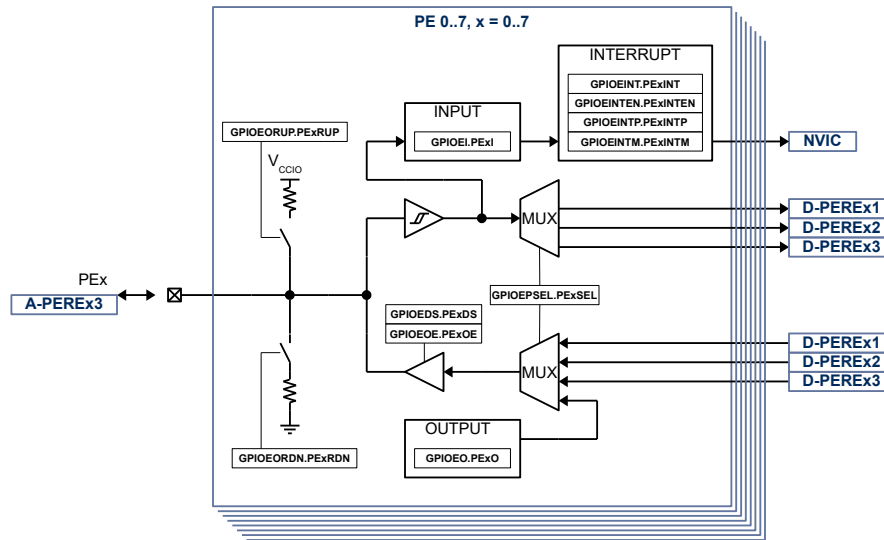 PE 0..7, x = 0..7
INTERRUPT
GPIOEINT.PExINT
GPIOEINTEN.PExINTEN
GPIOEINTP.PExINTP
GPIOEINTM.PExINTM
INPUT
GPIOEI.PExI
NVIC
GPIOEORUP.PExRUP
VCCIO
MUX
D-PEREx1
D-PEREx2
D-PEREx3
PEx
A-PEREx3
GPIOEPSEL.PExSEL
GPIOEDS.PExDS
GPIOEOE.PExOE
MUX
D-PEREx1
D-PEREx2
D-PEREx3
OUTPUT
GPIOEO.PExO
GPIOEORDN.PExRDN